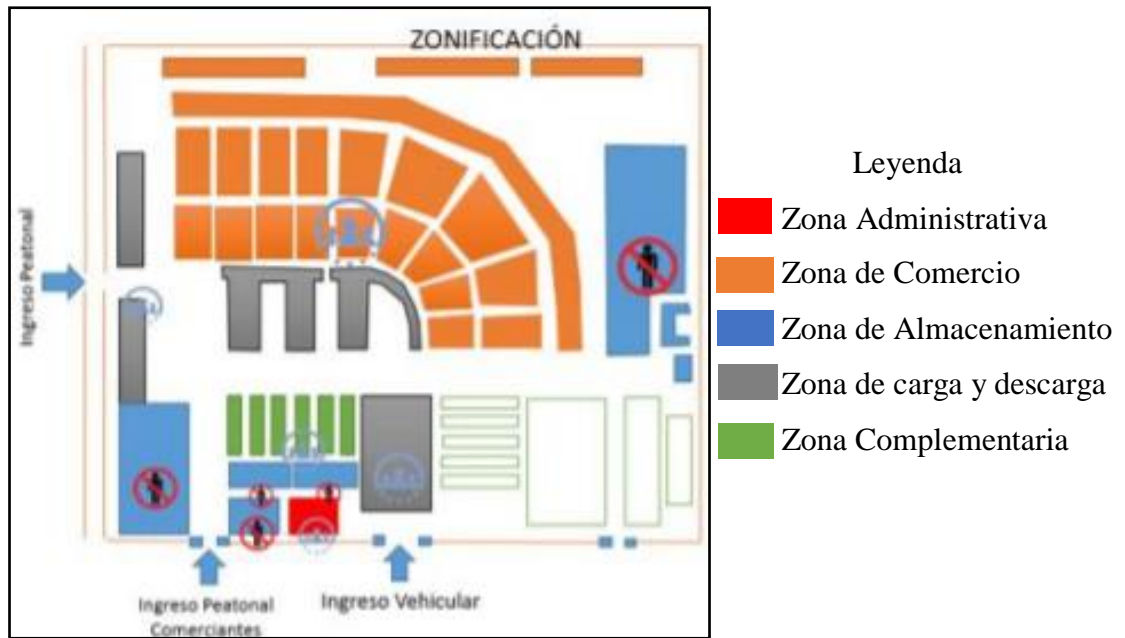 ZONIFICACIÓN
Ingreso Peatonal
Ingreso Peatonal
Comerciantes
Ingreso Vehicular
Leyenda
Zona Administrativa
Zona de Comercio
Zona de Almacenamiento
Zona de carga y descarga
Zona Complementaria